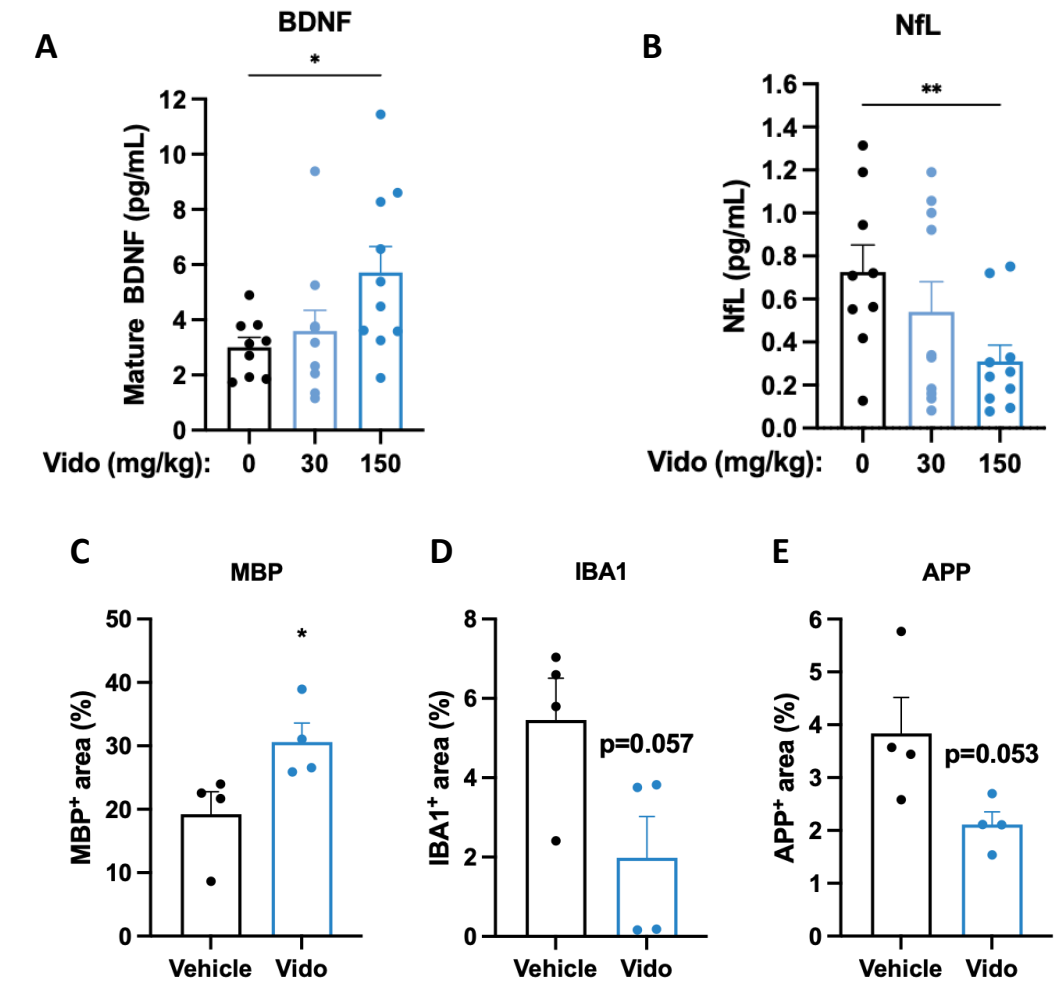 A
BDNF
*
Mature BDNF (pg/mL)
12
10
8
6
4
2
0
Vido (mg/kg): 0 30 150
B
NfL
**
NfL (pg/mL)
1.6
1.4
1.2
1.0
0.8
0.6
0.4
0.2
0.0
Vido (mg/kg): 0 30 150
C
MBP
*
MBP⁺ area (%)
50
40
30
20
10
0
Vehicle Vido
D
IBA1
p=0.057
IBA1⁺ area (%)
8
6
4
2
0
Vehicle Vido
E
APP
p=0.053
APP⁺ area (%)
6
5
4
3
2
1
0
Vehicle Vido